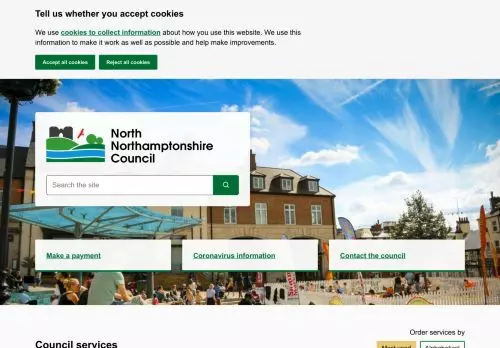 Tell us whether you accept cookies
We use cookies to collect information about how you use this website. We use this
information to make it work as well as possible and help make improvements.
Accept all cookies
Reject all cookies
North
Northamptonshire
Council
Search the site
Make a payment
Coronavirus information
Contact the council
Order services by
Council services
Most used
Alphabetical